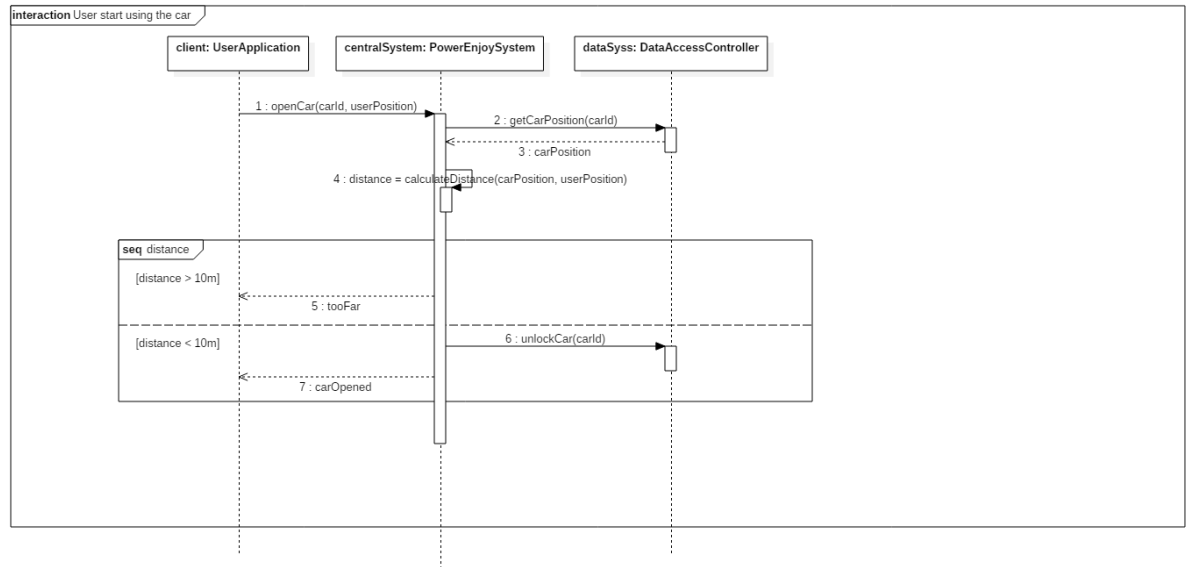 interaction User start using the car
client: UserApplication
centralSystem: PowerEnjoySystem
dataSyss: DataAccessController
1 : openCar(carId, userPosition)
2 : getCarPosition(carId)
3 : carPosition
4 : distance = calculateDistance(carPosition, userPosition)
seq distance
[distance > 10m]
5 : tooFar
[distance < 10m]
6 : unlockCar(carId)
7 : carOpened